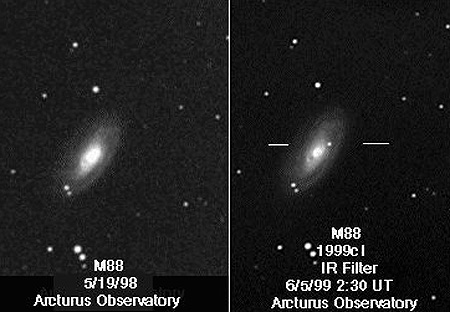 M88
5/19/98
Arcturus Observatory
M88
1999cl
IR Filter
6/5/99 2:30 UT
Arcturus Observatory